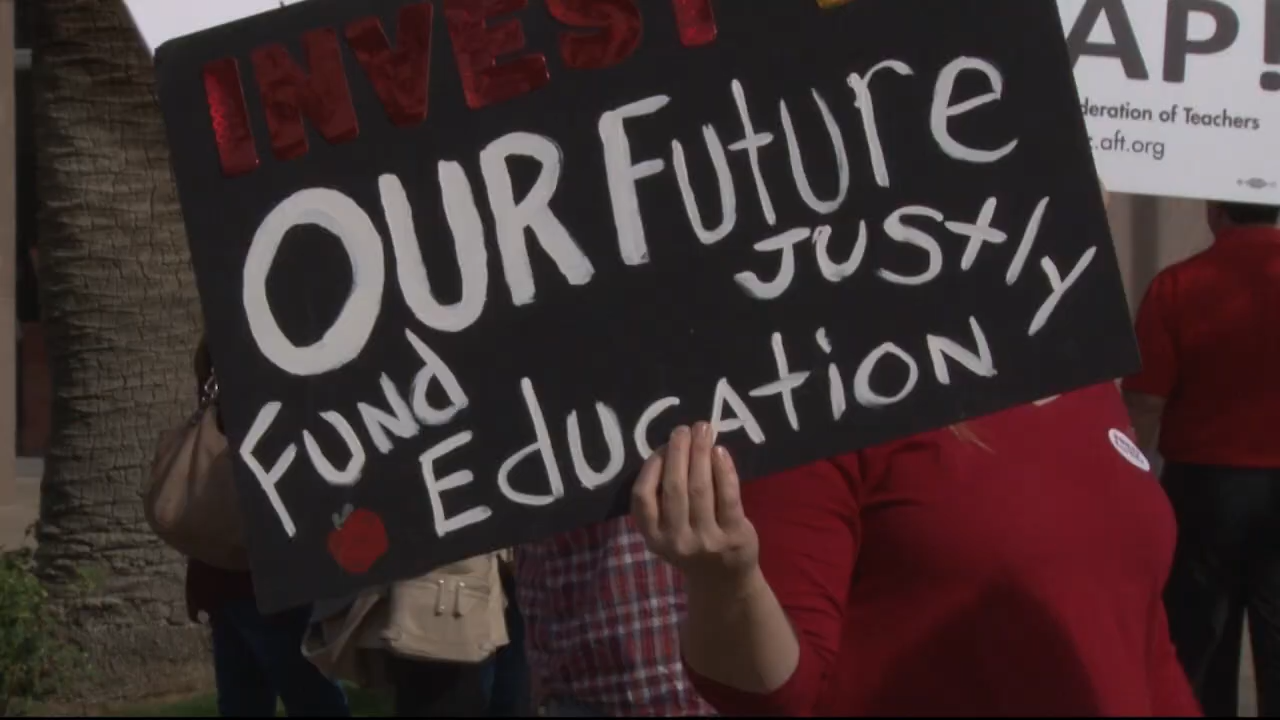 INVEST
OUR Future
JUSTLY
FUNd
EdUCATiON
AP!
deration of Teachers
.aft.org